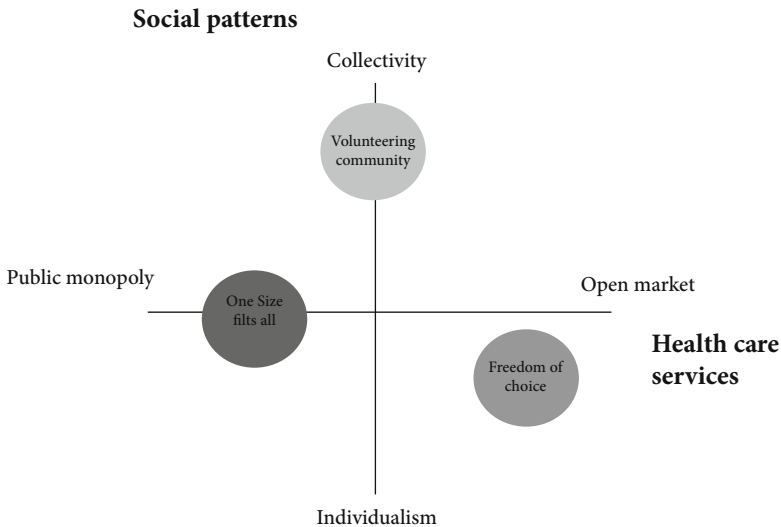 Social patterns
Collectivity
Volunteering
community
Public monopoly
One Size
filts all
Open market
Health care
services
Freedom of
choice
Individualism